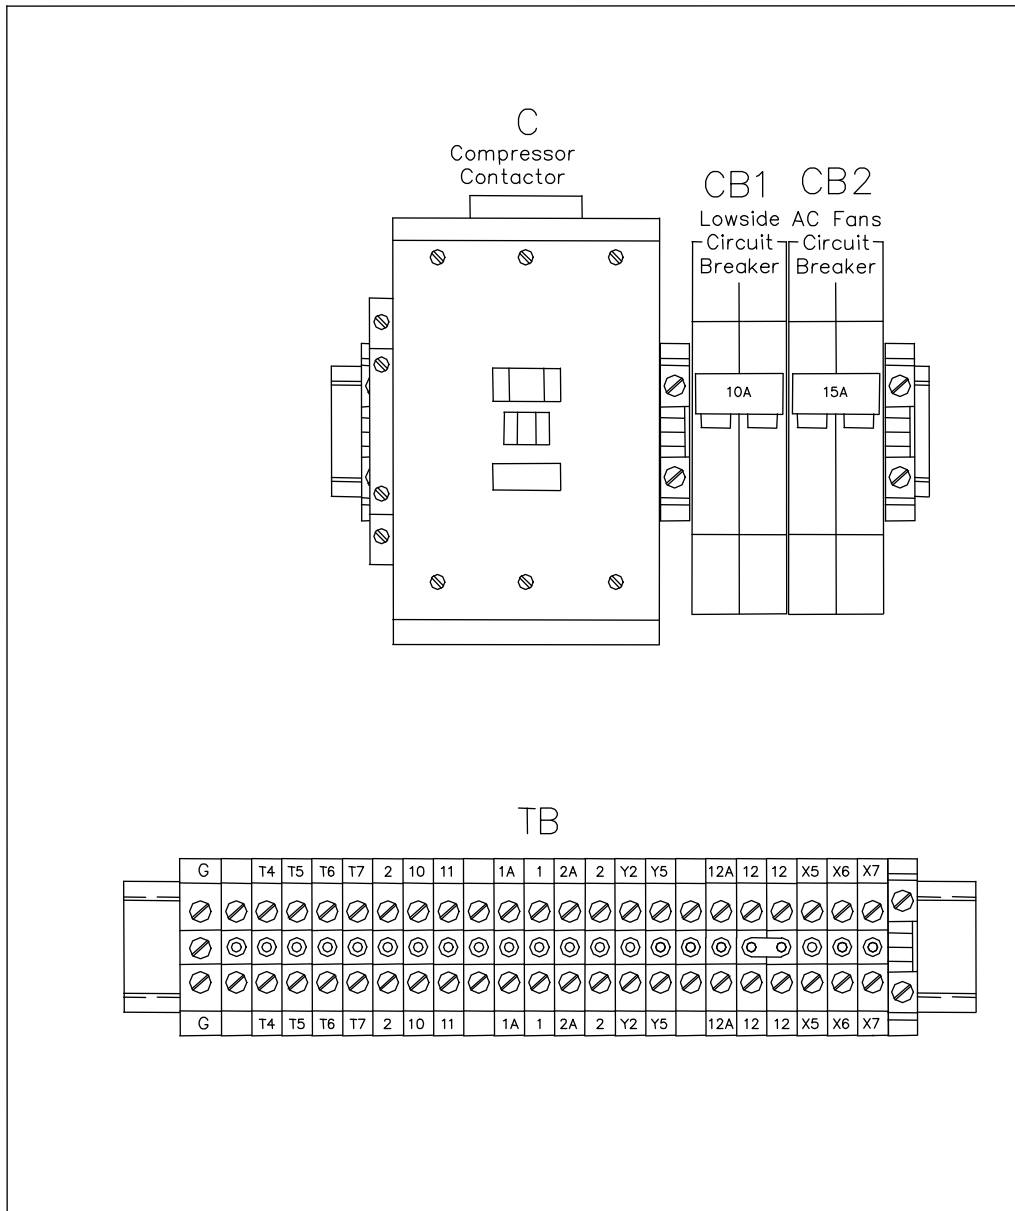 C
Compressor
Contactor
CB1 CB2
Lowside AC Fans
Circuit Circuit
Breaker Breaker
10A 15A
TB
G T4 T5 T6 T7 2 10 11 1A 1 2A 2 Y2 Y5 12A 12 12 X5 X6 X7
G T4 T5 T6 T7 2 10 11 1A 1 2A 2 Y2 Y5 12A 12 12 X5 X6 X7